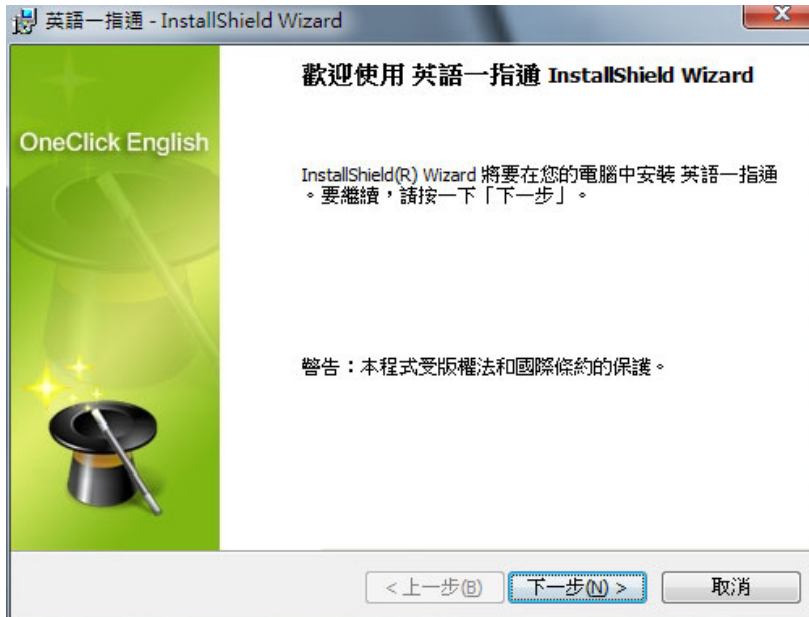 英語一指通 - InstallShield Wizard
歡迎使用 英語一指通 InstallShield Wizard
OneClick English
InstallShield(R) Wizard 將要在您的電腦中安裝 英語一指通
。要繼續，請按一下「下一步」。
警告：本程式受版權法和國際條約的保護。
< 上一步(B)
下一步(N) >
取消